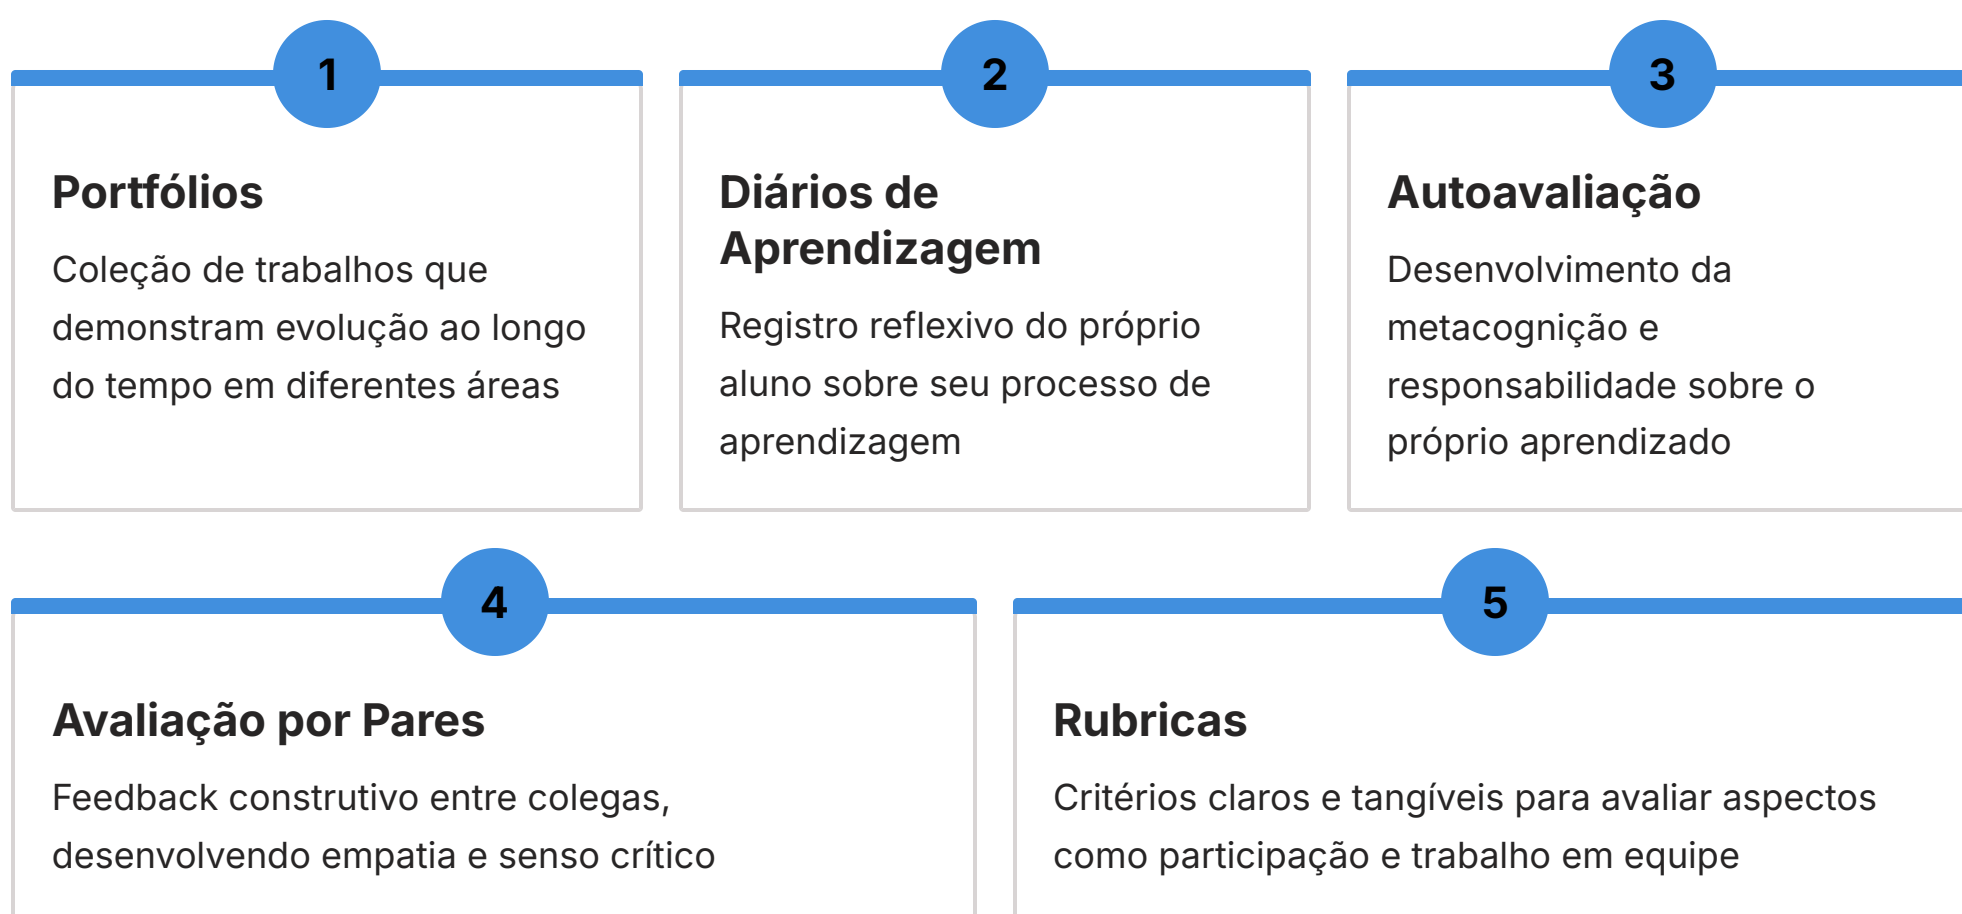 1
Portfólios
Coleção de trabalhos que
demonstram evolução ao longo
do tempo em diferentes áreas
2
Diários de
Aprendizagem
Registro reflexivo do próprio
aluno sobre seu processo de
aprendizagem
3
Autoavaliação
Desenvolvimento da
metacognição e
responsabilidade sobre o
próprio aprendizado
4
Avaliação por Pares
Feedback construtivo entre colegas,
desenvolvendo empatia e senso crítico
5
Rubricas
Critérios claros e tangíveis para avaliar aspectos
como participação e trabalho em equipe